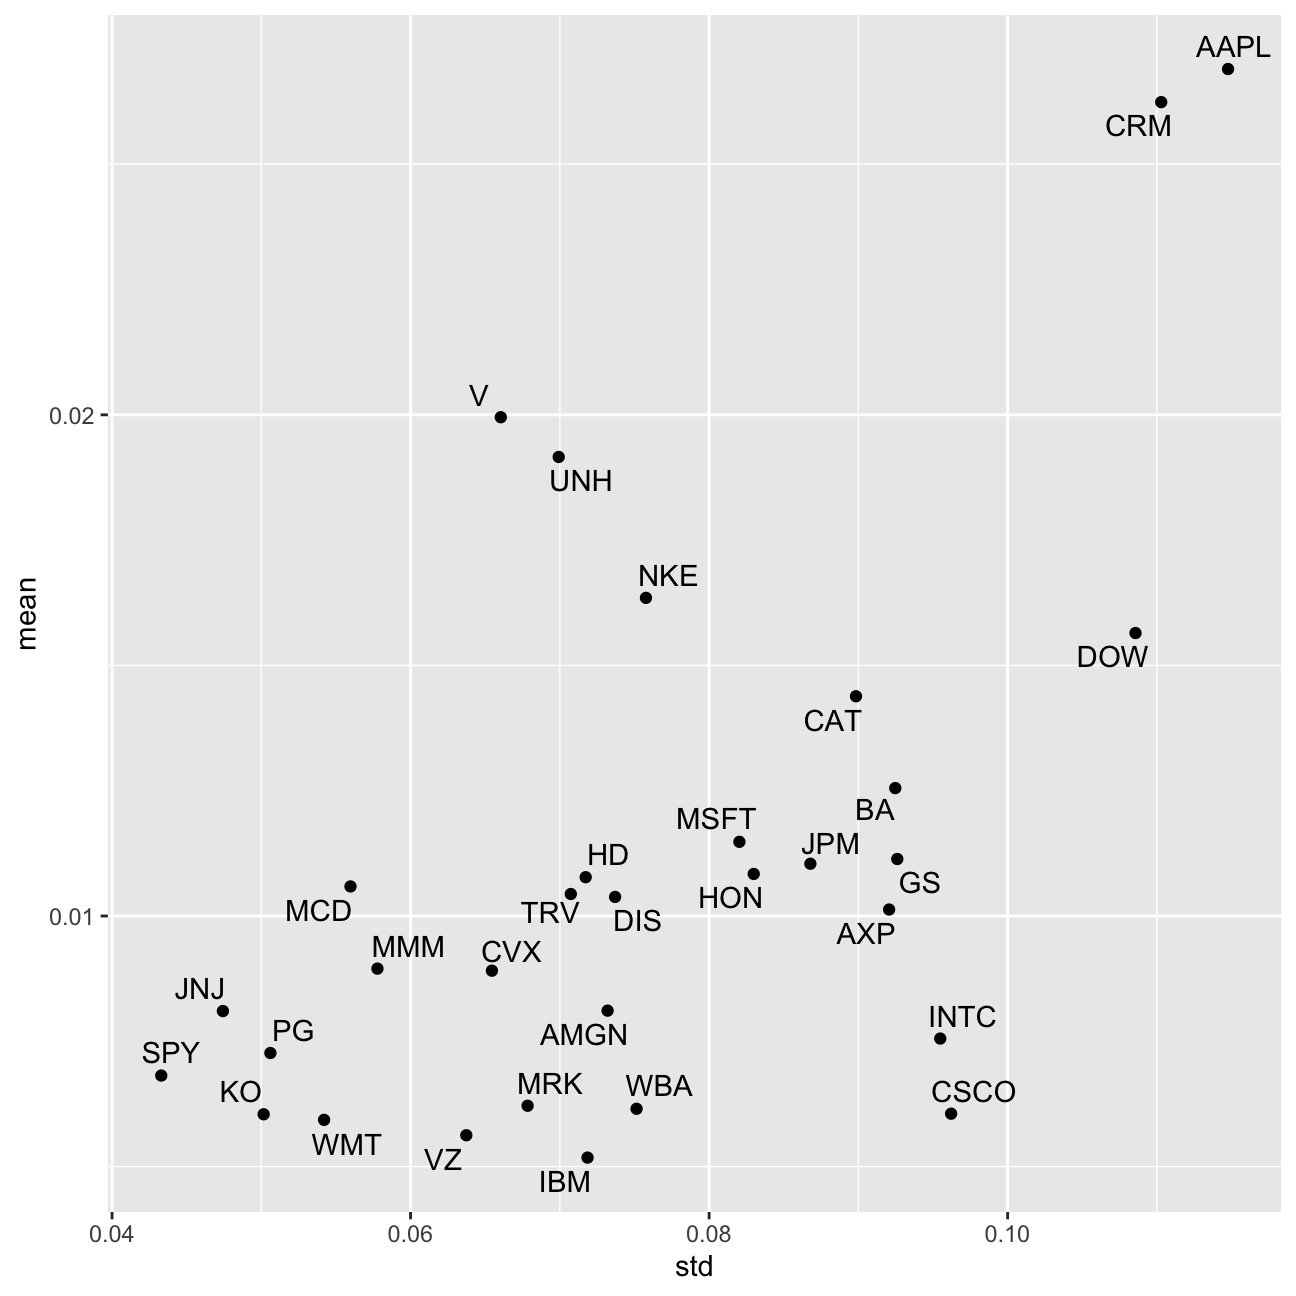 AAPL
CRM
V
0.02
UNH
NKE
mean
DOW
CAT
BA
MSFT
JPM
HD
GS
HON
MCD
TRV
DIS
0.01
AXP
MMM
CVX
JNJ
INTC
PG
AMGN
SPY
MRK
WBA
KO
CSCO
WMT
VZ
IBM
0.04 0.06 0.08 0.10
std